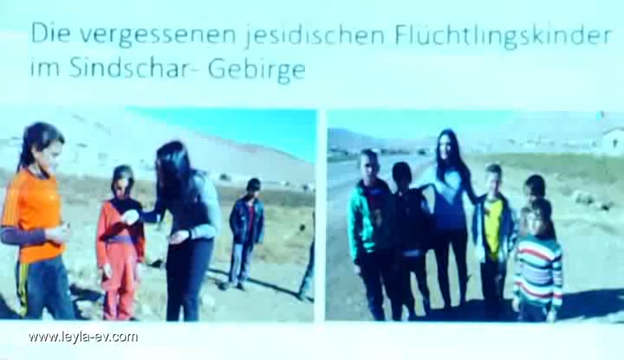 Die vergessenen jesidischen Flüchtlingskinder
im Sindschar- Gebirge
www.leyla-ev.com